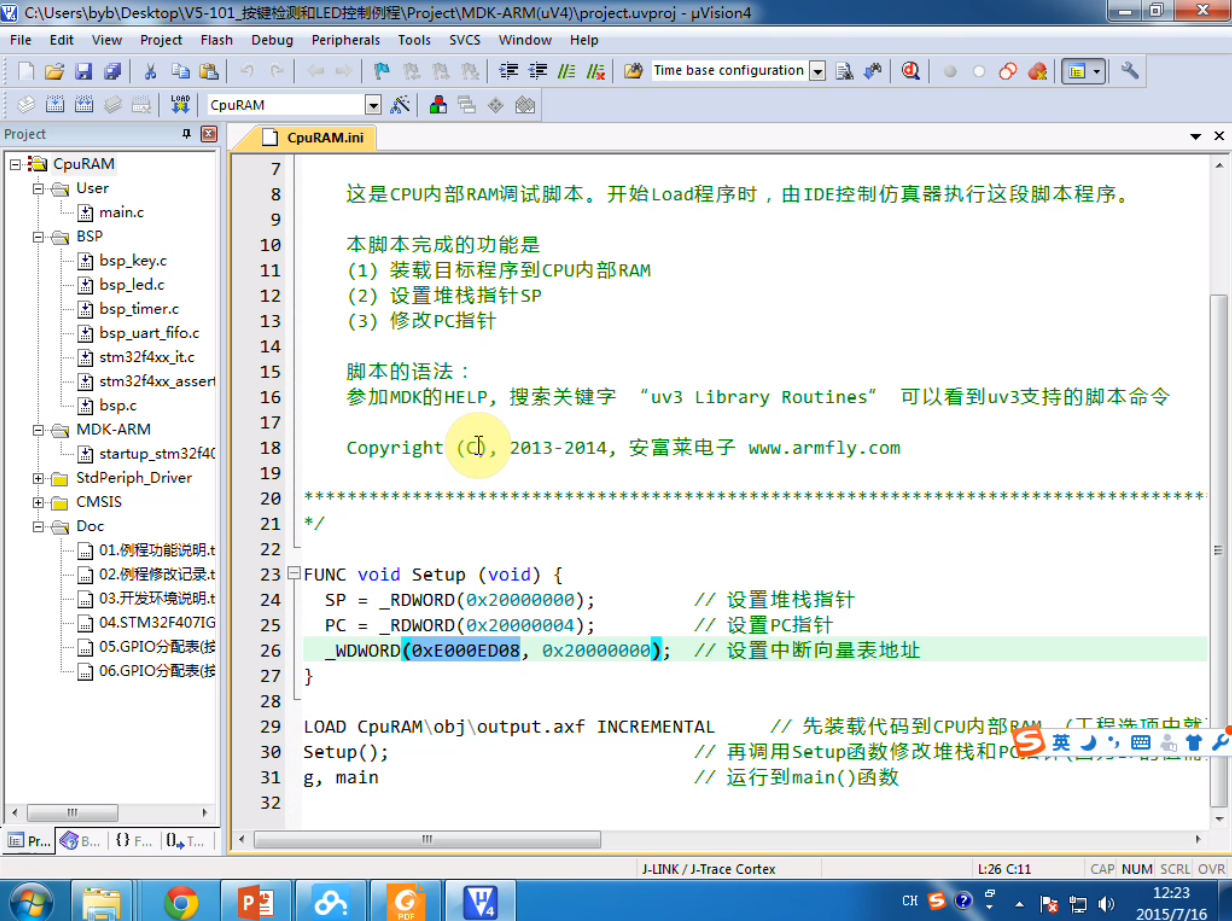 C:\Users\byb\Desktop\V5-101_按键检测和LED控制例程\Project\MDK-ARM(uV4)\project.uvproj - µVision4
File Edit View Project Flash Debug Peripherals Tools SVCS Window Help
Time base configuration
LOAD CpuRAM
Project
CpuRAM.ini
CpuRAM
User
main.c
BSP
bsp_key.c
bsp_led.c
bsp_timer.c
bsp_uart_fifo.c
stm32f4xx_it.c
stm32f4xx_assert
bsp.c
MDK-ARM
startup_stm32f40
StdPeriph_Driver
CMSIS
Doc
01.例程功能说明.t
02.例程修改记录.t
03.开发环境说明.t
04.STM32F407IG
05.GPIO分配表(按
06.GPIO分配表(按
7
8 这是CPU内部RAM调试脚本。开始Load程序时，由IDE控制仿真器执行这段脚本程序。
9
10 本脚本完成的功能是
11 (1) 装载目标程序到CPU内部RAM
12 (2) 设置堆栈指针SP
13 (3) 修改PC指针
14
15 脚本的语法：
16 参加MDK的HELP, 搜索关键字 “uv3 Library Routines” 可以看到uv3支持的脚本命令
17
18 Copyright (C), 2013-2014, 安富莱电子 www.armfly.com
19
20 *************************************************************************************
21 */
22
23 FUNC void Setup (void) {
24 SP = _RDWORD(0x20000000); // 设置堆栈指针
25 PC = _RDWORD(0x20000004); // 设置PC指针
26 _WDWORD(0xE000ED08, 0x20000000); // 设置中断向量表地址
27 }
28
29 LOAD CpuRAM\obj\output.axf INCREMENTAL // 先装载代码到CPU内部RAM (工程选项中就
30 Setup(); // 再调用Setup函数修改堆栈和PC
31 g, main // 运行到main()函数
32
英
Pr... B... {} F... T...
J-LINK / J-Trace Cortex L:26 C:11 CAP NUM SCRL OVR
PDF
CH
12:23
2015/7/16